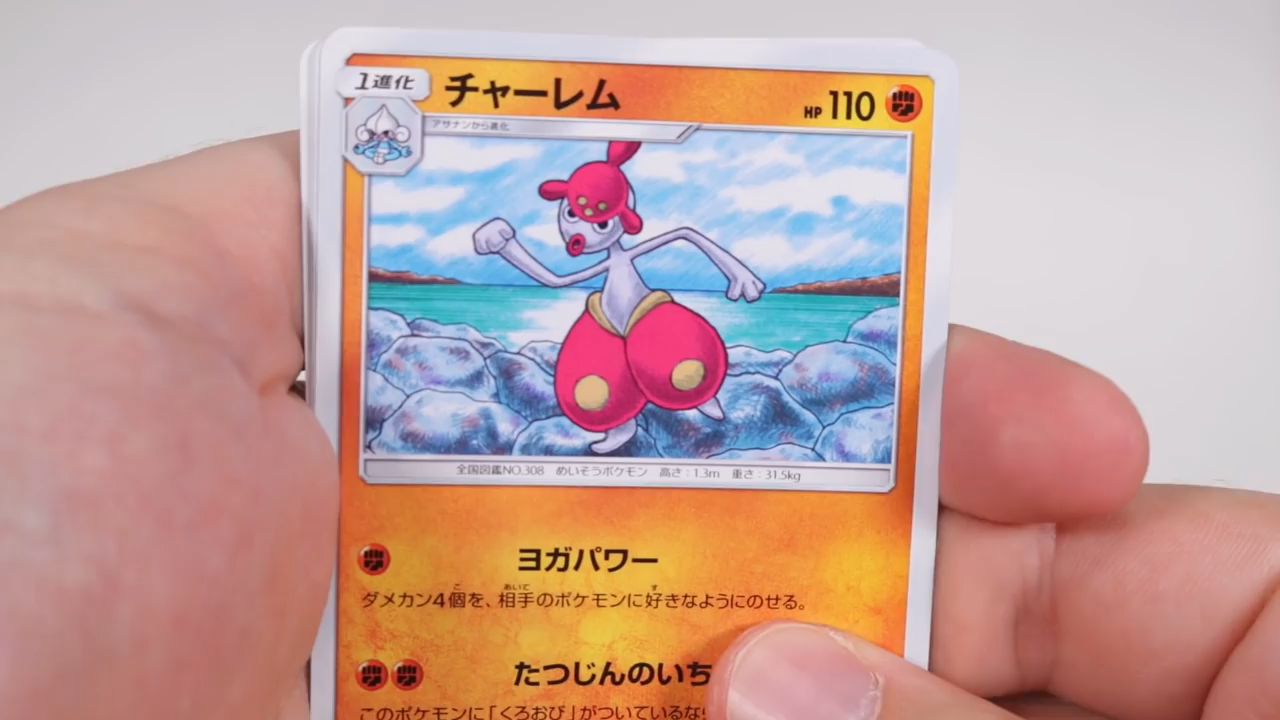 1進化
チャーレム
HP 110
アサナンから進化
全国図鑑NO.308 めいそうポケモン 高さ:1.3m 重さ:31.5kg
ヨガパワー
ダメカン4個を、相手のポケモンに好きなようにのせる。
たつじんのいち
このポケモンに「くろおび」がついているな